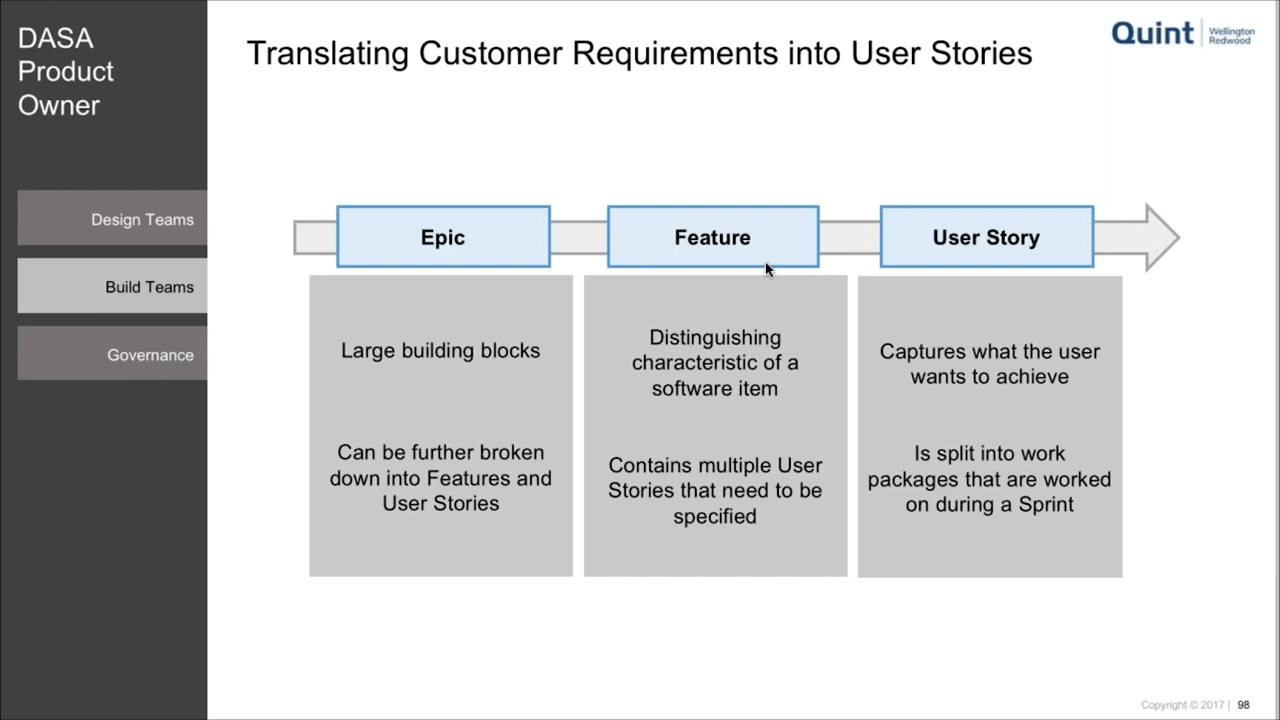 DASA
Product
Owner
Design Teams
Build Teams
Governance
Translating Customer Requirements into User Stories
Quint
Wellington
Redwood
Epic
Large building blocks
Can be further broken
down into Features and
User Stories
Feature
Distinguishing
characteristic of a
software item
Contains multiple User
Stories that need to be
specified
User Story
Captures what the user
wants to achieve
Is split into work
packages that are worked
on during a Sprint
Copyright © 2017 | 98